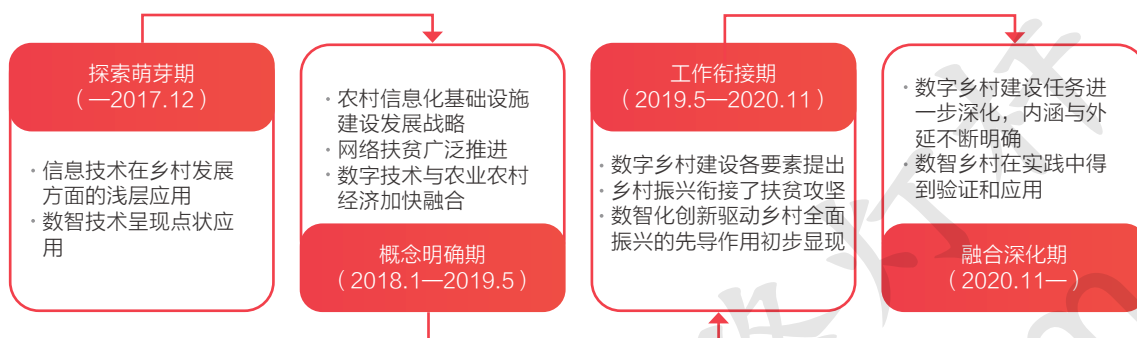 探索萌芽期
（—2017.12）
· 信息技术在乡村发展
方面的浅层应用
· 数智技术呈现点状应
用
· 农村信息化基础设施
建设发展战略
· 网络扶贫广泛推进
· 数字技术与农业农村
经济加快融合
概念明确期
（2018.1—2019.5）
工作衔接期
（2019.5—2020.11）
· 数字乡村建设各要素提出
· 乡村振兴衔接了扶贫攻坚
· 数智化创新驱动乡村全面
振兴的先导作用初步显现
· 数字乡村建设任务进
一步深化，内涵与外
延不断明确
· 数智乡村在实践中得
到验证和应用
融合深化期
（2020.11—）